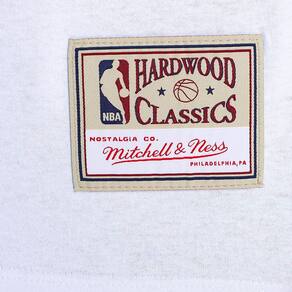 HARDWOOD
NBA
CLASSICS
NOSTALGIA CO.
Mitchell & Ness
PHILADELPHIA, PA